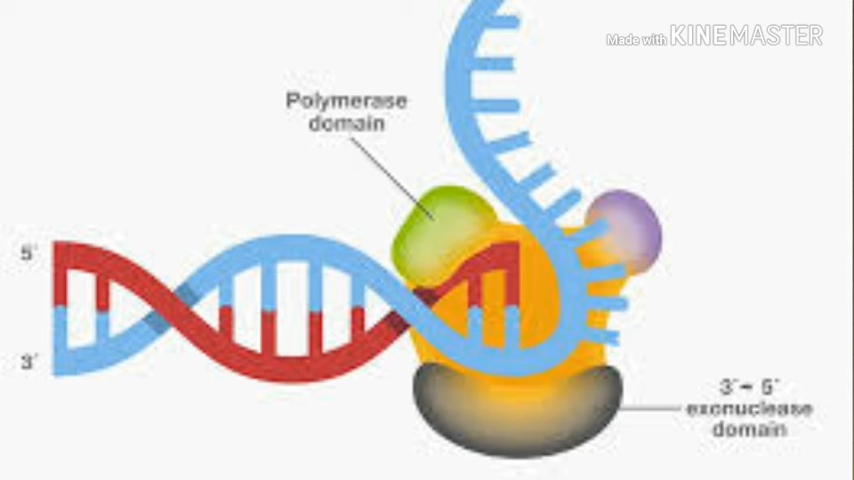 Made with KINEMASTER
Polymerase
domain
5'
3'
3'→ 5'
exonuclease
domain